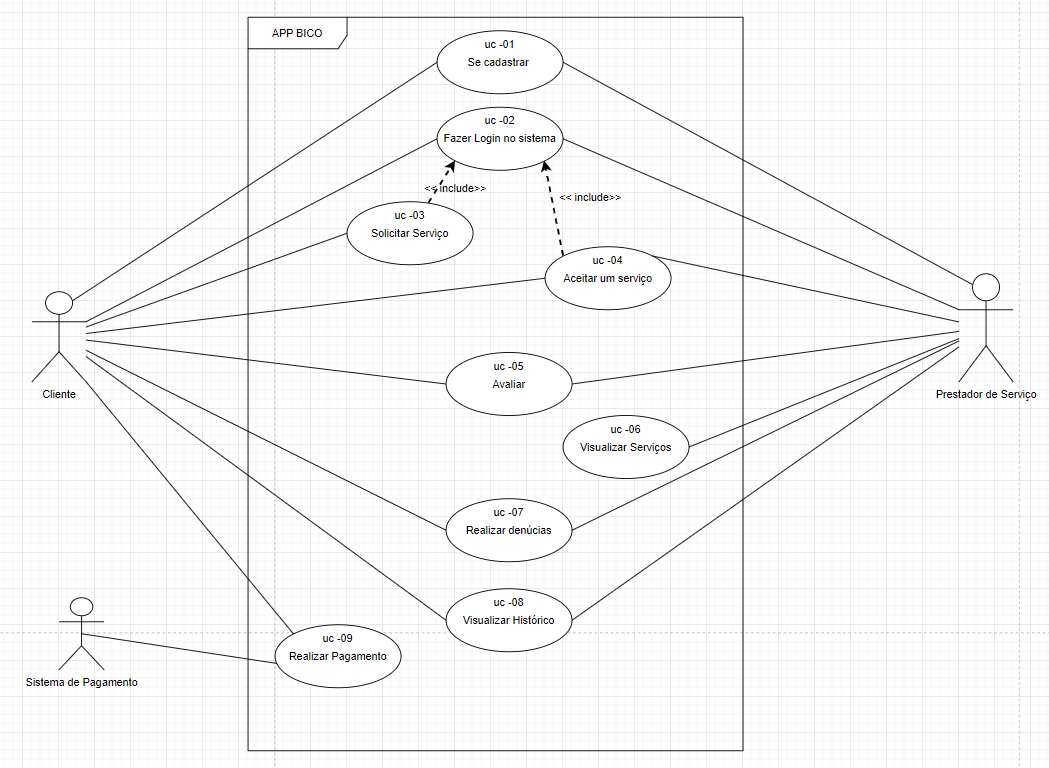 APP BICO
uc -01
Se cadastrar
uc -02
Fazer Login no sistema
<< include>>
<< include>>
uc -03
Solicitar Serviço
uc -04
Aceitar um serviço
uc -05
Avaliar
Cliente
Prestador de Serviço
uc -06
Visualizar Serviços
uc -07
Realizar denúcias
uc -08
Visualizar Histórico
uc -09
Realizar Pagamento
Sistema de Pagamento